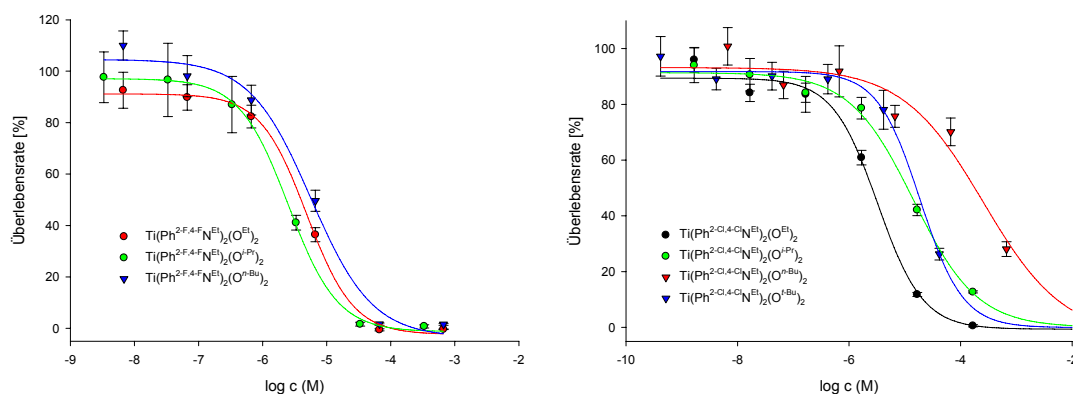 Überlebensrate [%]
120
100
80
60
40
20
0
-9
-8
-7
-6
-5
-4
-3
-2
log c (M)
Ti(Ph2-F,4-FNEt)2(OEt)2
Ti(Ph2-F,4-FNEt)2(Oi-Pr)2
Ti(Ph2-F,4-FNEt)2(On-Bu)2
Überlebensrate [%]
100
80
60
40
20
0
-10
-8
-6
-4
-2
log c (M)
Ti(Ph2-Cl,4-ClNEt)2(OEt)2
Ti(Ph2-Cl,4-ClNEt)2(Oi-Pr)2
Ti(Ph2-Cl,4-ClNEt)2(On-Bu)2
Ti(Ph2-Cl,4-ClNEt)2(Ot-Bu)2